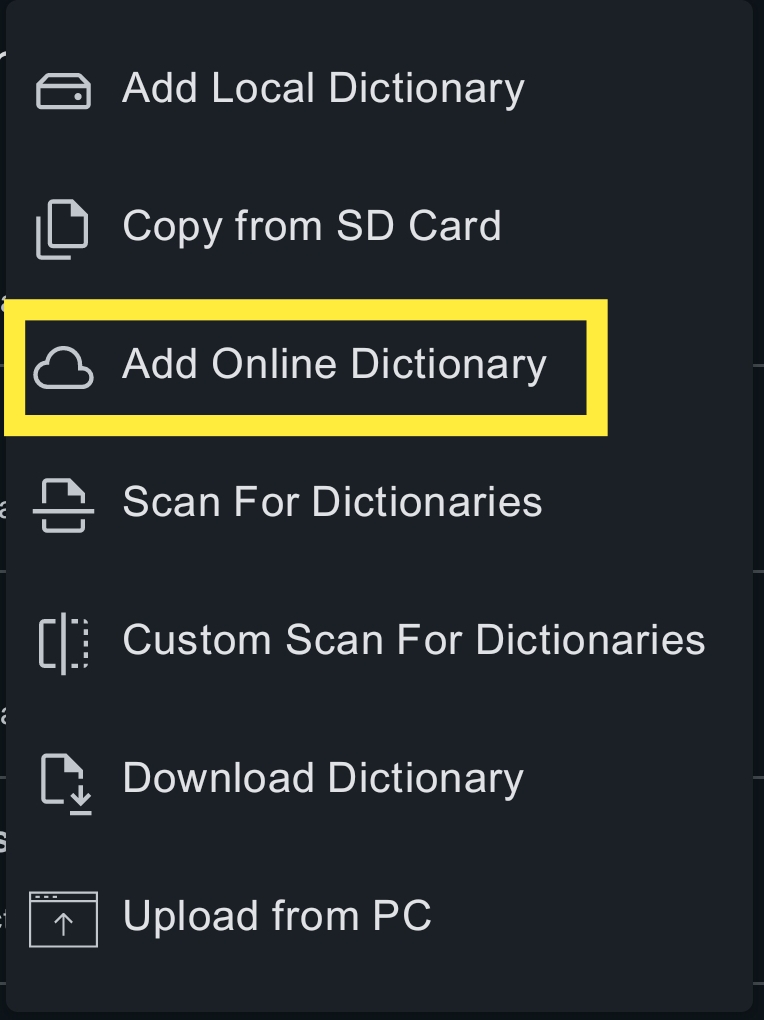 Add Local Dictionary
Copy from SD Card
Add Online Dictionary
Scan For Dictionaries
Custom Scan For Dictionaries
Download Dictionary
Upload from PC